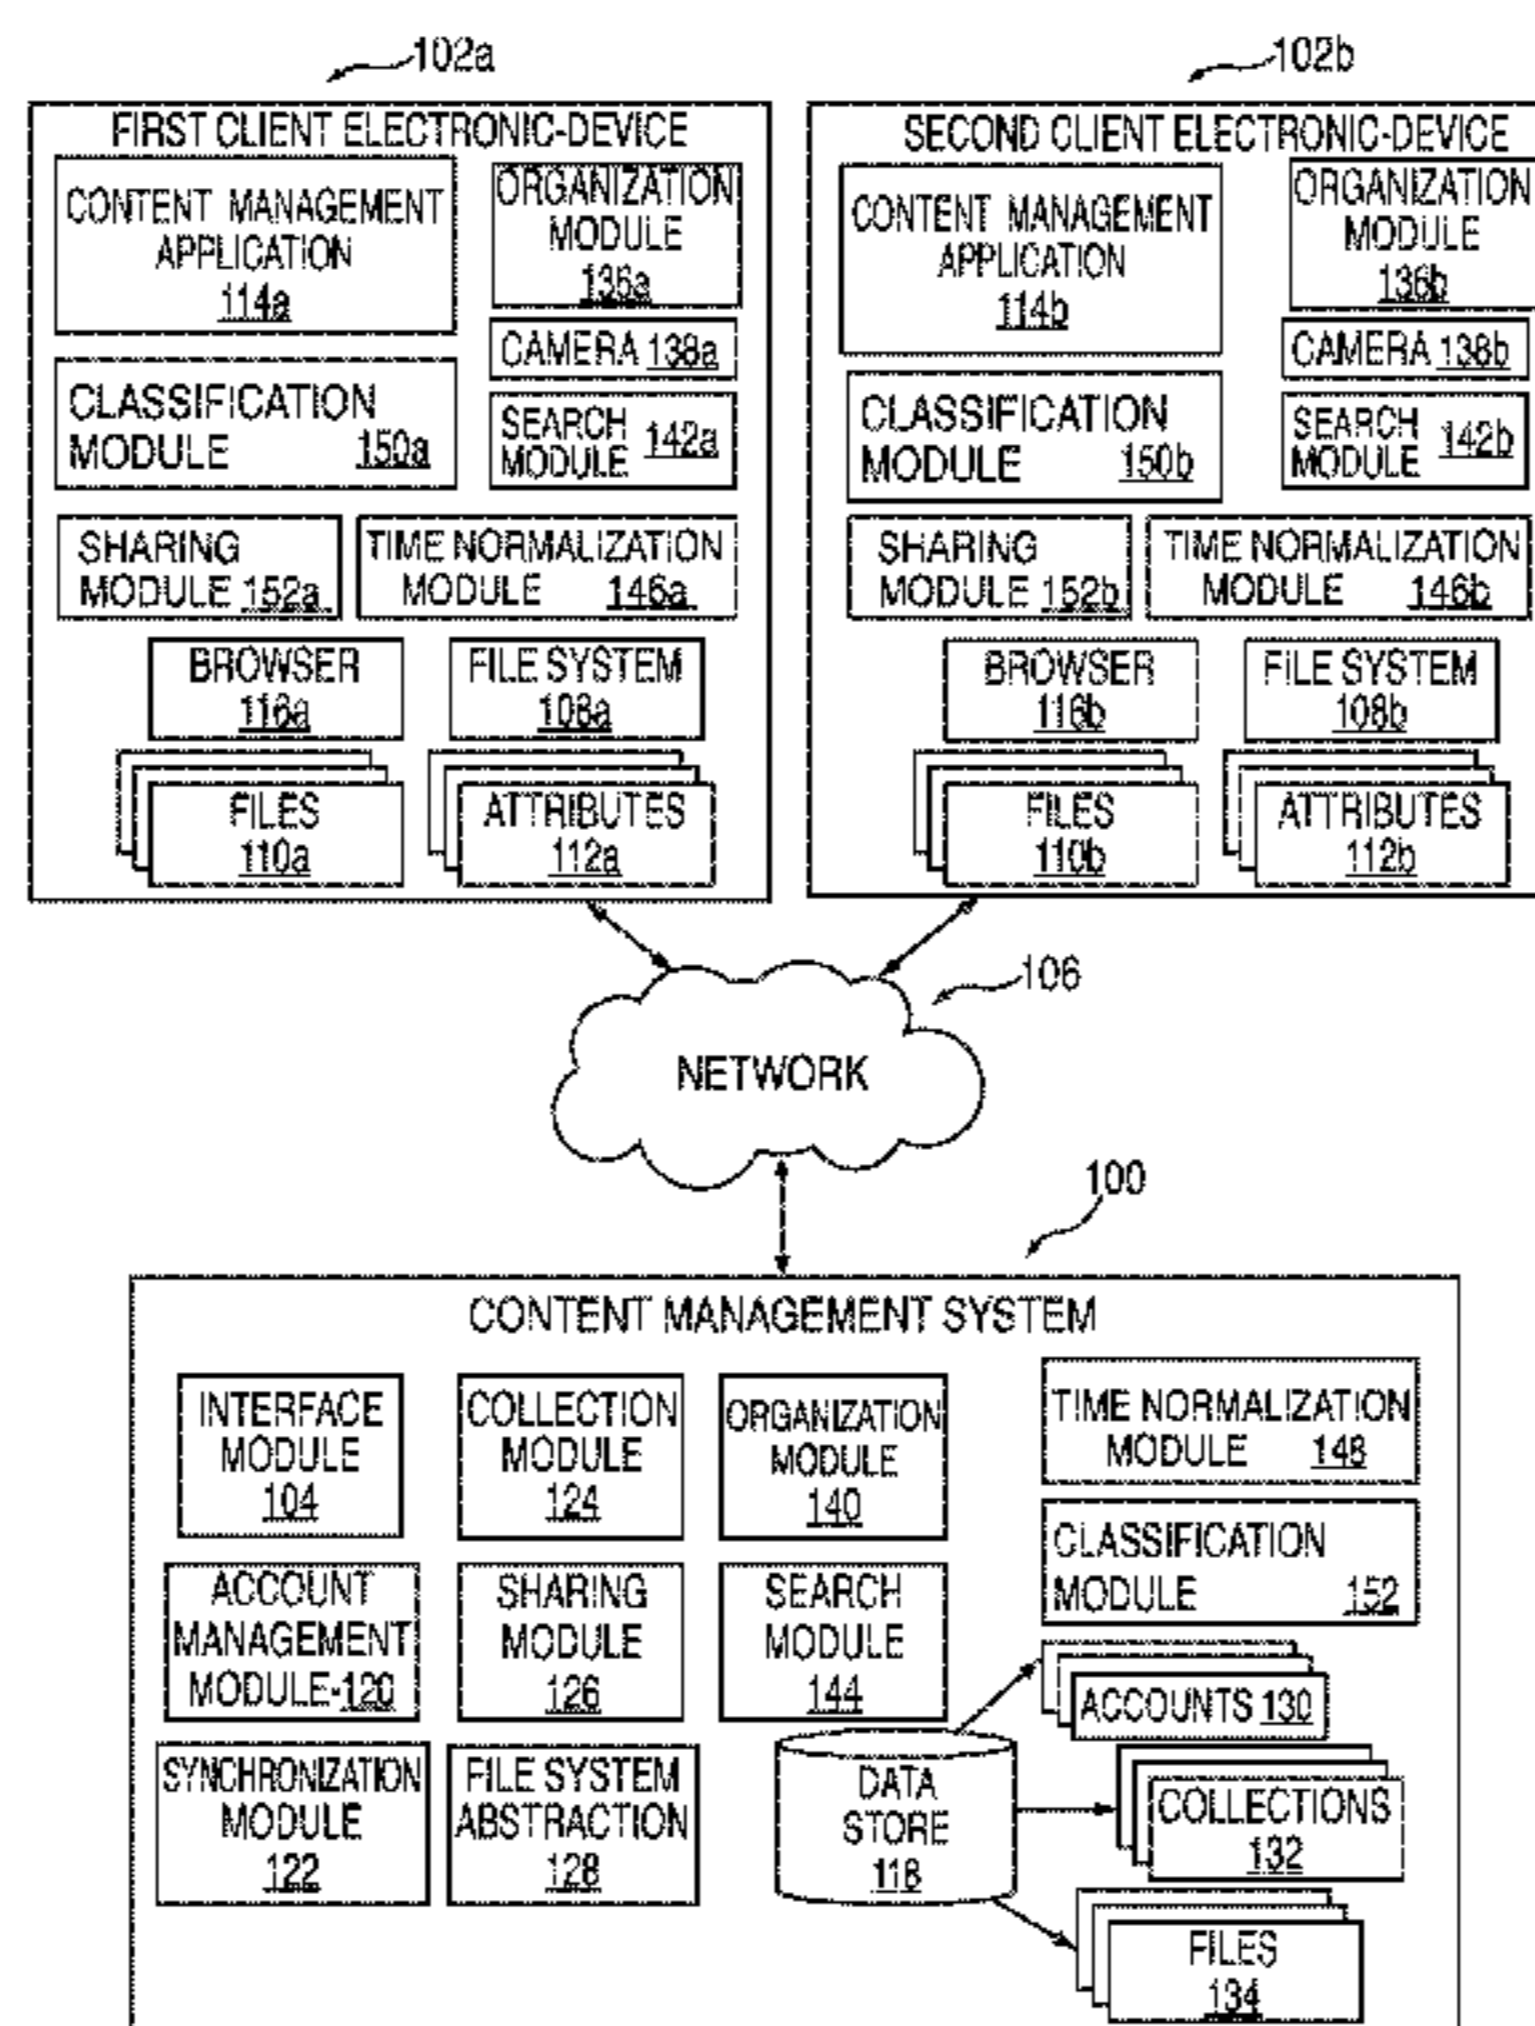 102a
102b
FIRST CLIENT ELECTRONIC-DEVICE
CONTENT MANAGEMENT
APPLICATION
114a
ORGANIZATION
MODULE
136a
CAMERA 138a
CLASSIFICATION
MODULE 150a
SEARCH
MODULE 142a
SHARING
MODULE 152a
TIME NORMALIZATION
MODULE 146a
BROWSER
116a
FILE SYSTEM
108a
FILES
110a
ATTRIBUTES
112a
SECOND CLIENT ELECTRONIC-DEVICE
CONTENT MANAGEMENT
APPLICATION
114b
ORGANIZATION
MODULE
136b
CAMERA 138b
CLASSIFICATION
MODULE 150b
SEARCH
MODULE 142b
SHARING
MODULE 152b
TIME NORMALIZATION
MODULE 146b
BROWSER
116b
FILE SYSTEM
108b
FILES
110b
ATTRIBUTES
112b
106
NETWORK
100
CONTENT MANAGEMENT SYSTEM
INTERFACE
MODULE
104
COLLECTION
MODULE
124
ORGANIZATION
MODULE
140
TIME NORMALIZATION
MODULE 148
CLASSIFICATION
MODULE 152
ACCOUNT
MANAGEMENT
MODULE-120
SHARING
MODULE
126
SEARCH
MODULE
144
ACCOUNTS 130
SYNCHRONIZATION
MODULE
122
FILE SYSTEM
ABSTRACTION
128
DATA
STORE
118
COLLECTIONS
132
FILES
134